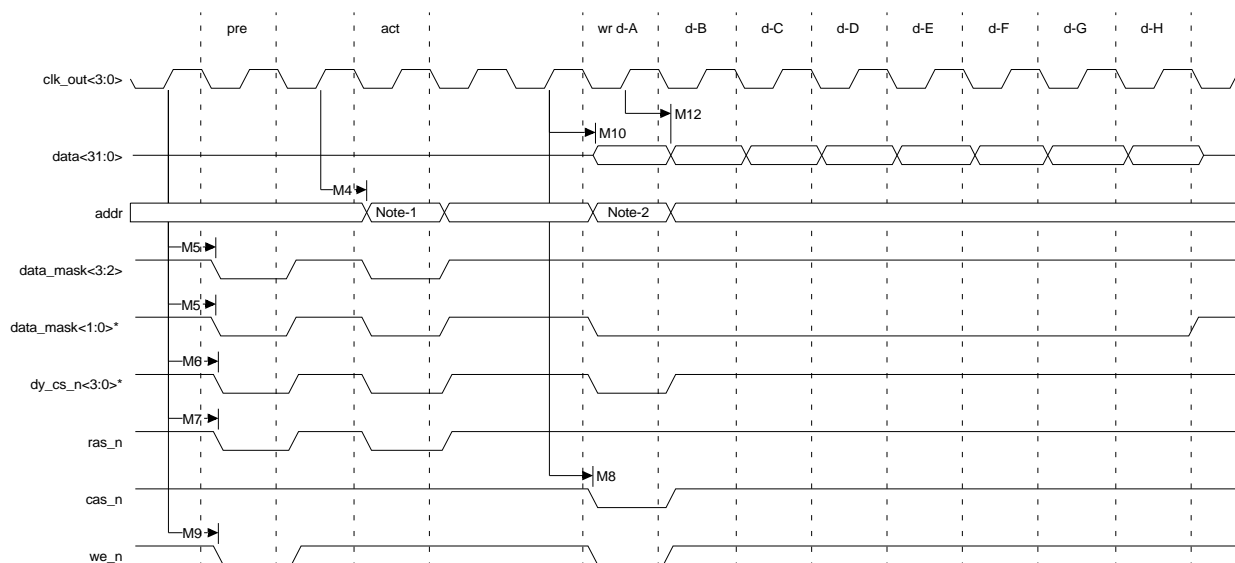 pre act wr d-A d-B d-C d-D d-E d-F d-G d-H
clk_out<3:0>
M12
M10
data<31:0>
M4
addr Note-1 Note-2
M5
data_mask<3:2>
M5
data_mask<1:0>*
M6
dy_cs_n<3:0>*
M7
ras_n
M8
cas_n
M9
we_n